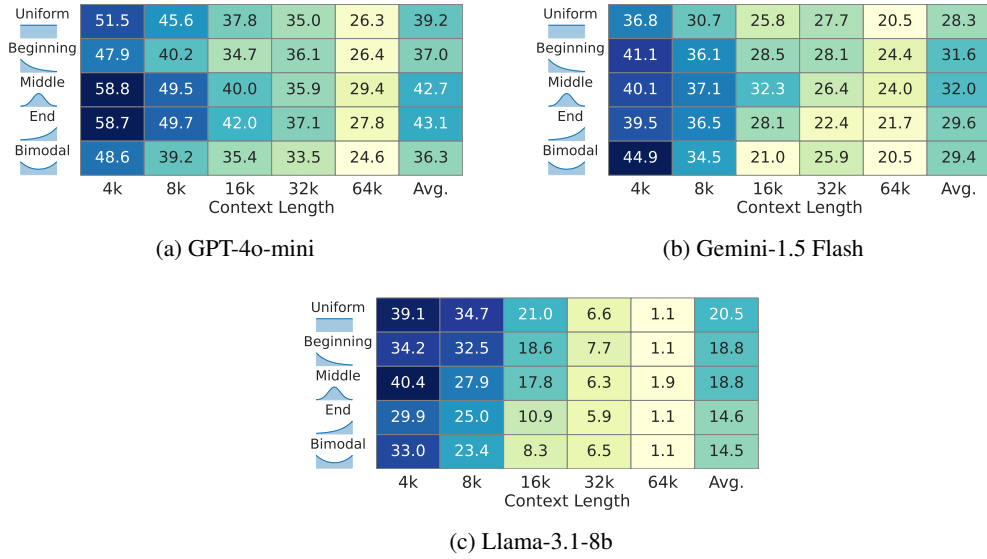 Uniform 51.5 45.6 37.8 35.0 26.3 39.2
Beginning 47.9 40.2 34.7 36.1 26.4 37.0
Middle 58.8 49.5 40.0 35.9 29.4 42.7
End 58.7 49.7 42.0 37.1 27.8 43.1
Bimodal 48.6 39.2 35.4 33.5 24.6 36.3
4k 8k 16k 32k 64k Avg.
Context Length
(a) GPT-4o-mini
Uniform 36.8 30.7 25.8 27.7 20.5 28.3
Beginning 41.1 36.1 28.5 28.1 24.4 31.6
Middle 40.1 37.1 32.3 26.4 24.0 32.0
End 39.5 36.5 28.1 22.4 21.7 29.6
Bimodal 44.9 34.5 21.0 25.9 20.5 29.4
4k 8k 16k 32k 64k Avg.
Context Length
(b) Gemini-1.5 Flash
Uniform 39.1 34.7 21.0 6.6 1.1 20.5
Beginning 34.2 32.5 18.6 7.7 1.1 18.8
Middle 40.4 27.9 17.8 6.3 1.9 18.8
End 29.9 25.0 10.9 5.9 1.1 14.6
Bimodal 33.0 23.4 8.3 6.5 1.1 14.5
4k 8k 16k 32k 64k Avg.
Context Length
(c) Llama-3.1-8b